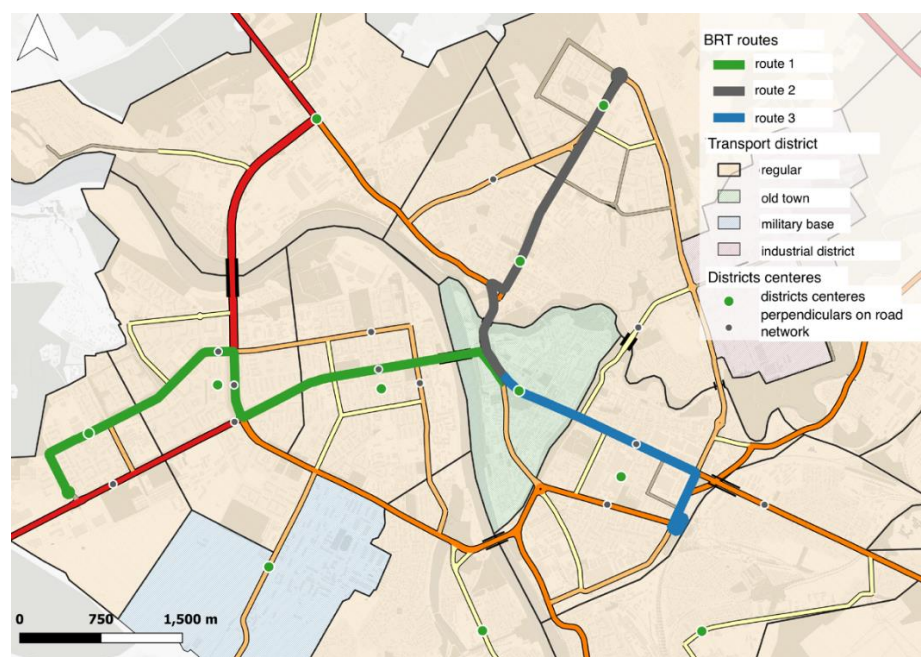 BRT routes
route 1
route 2
route 3
Transport district
regular
old town
military base
industrial district
Districts centeres
districts centeres
perpendiculars on road
network
0 750 1,500 m